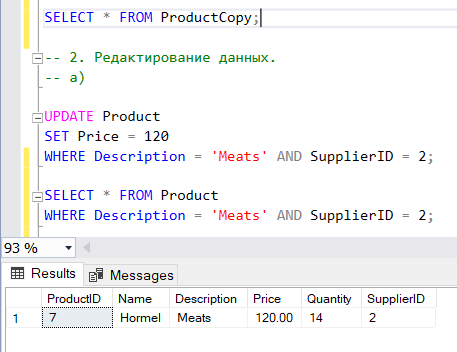 SELECT * FROM ProductCopy;
-- 2. Редактирование данных.
-- а)
UPDATE Product
SET Price = 120
WHERE Description = 'Meats' AND SupplierID = 2;
SELECT * FROM Product
WHERE Description = 'Meats' AND SupplierID = 2;
93 %
Results Messages
ProductID Name Description Price Quantity SupplierID
1 7 Hormel Meats 120.00 14 2